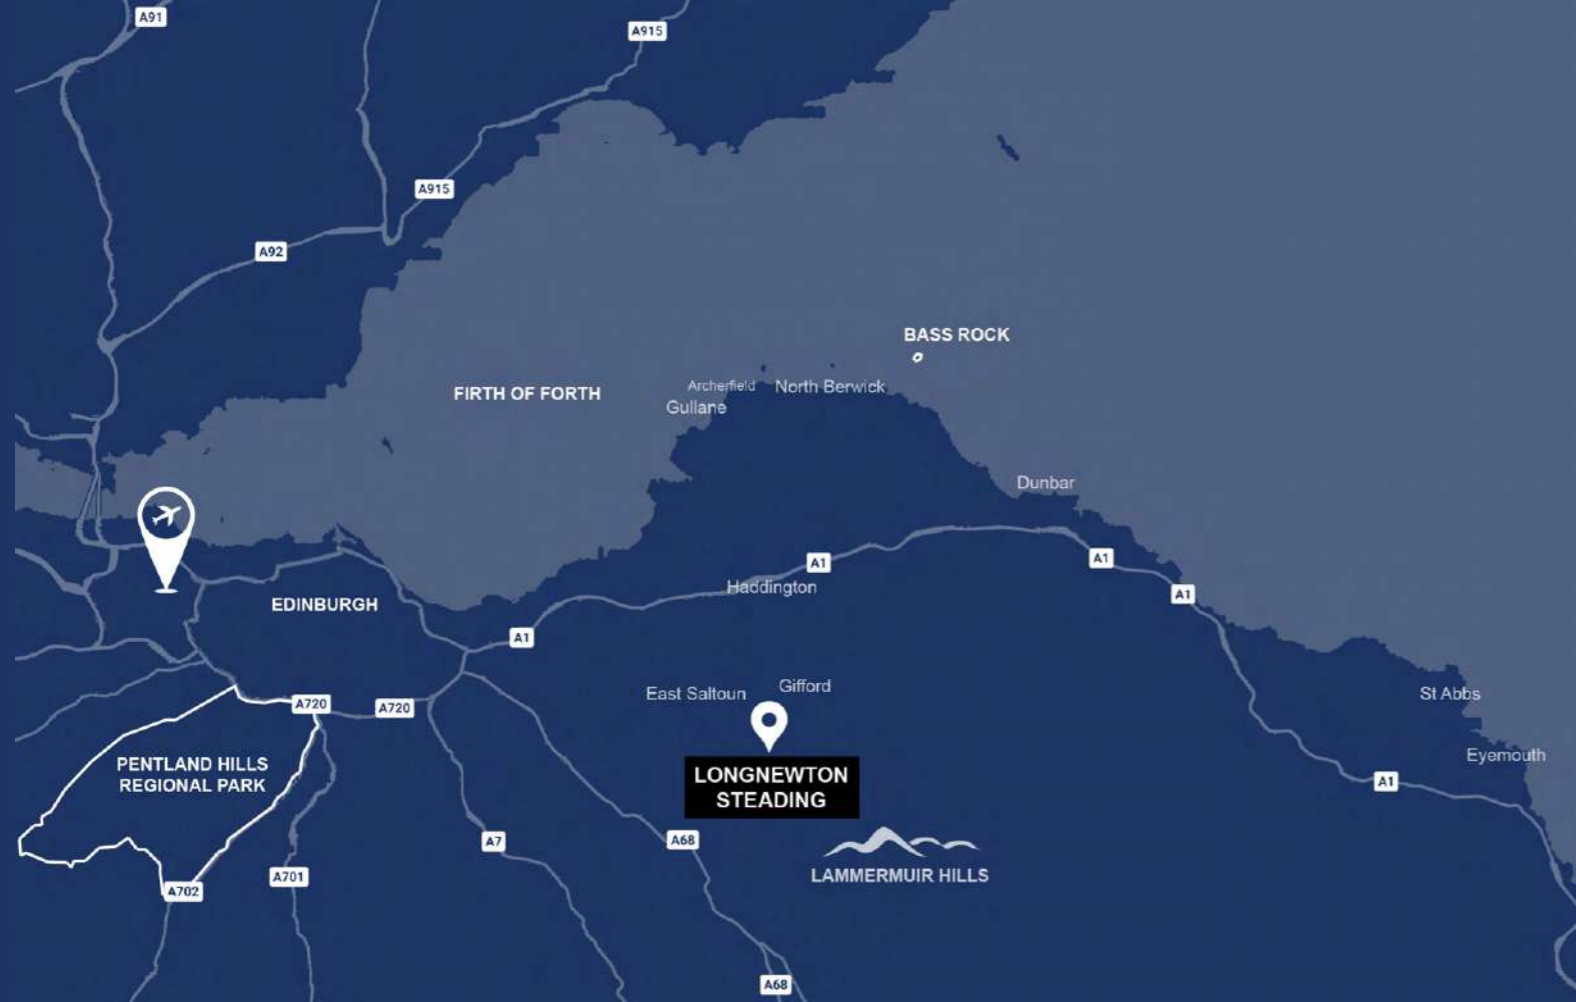 A91
A915
A915
A92
BASS ROCK
FIRTH OF FORTH
Archerfield
North Berwick
Gullane
Dunbar
A1
A1
Haddington
A1
EDINBURGH
A1
East Saltoun
Gifford
St Abbs
A720
A720
Eyemouth
PENTLAND HILLS
REGIONAL PARK
LONGNEWTON
STEADING
A1
A7
A68
LAMMERMUIR HILLS
A701
A702
A68